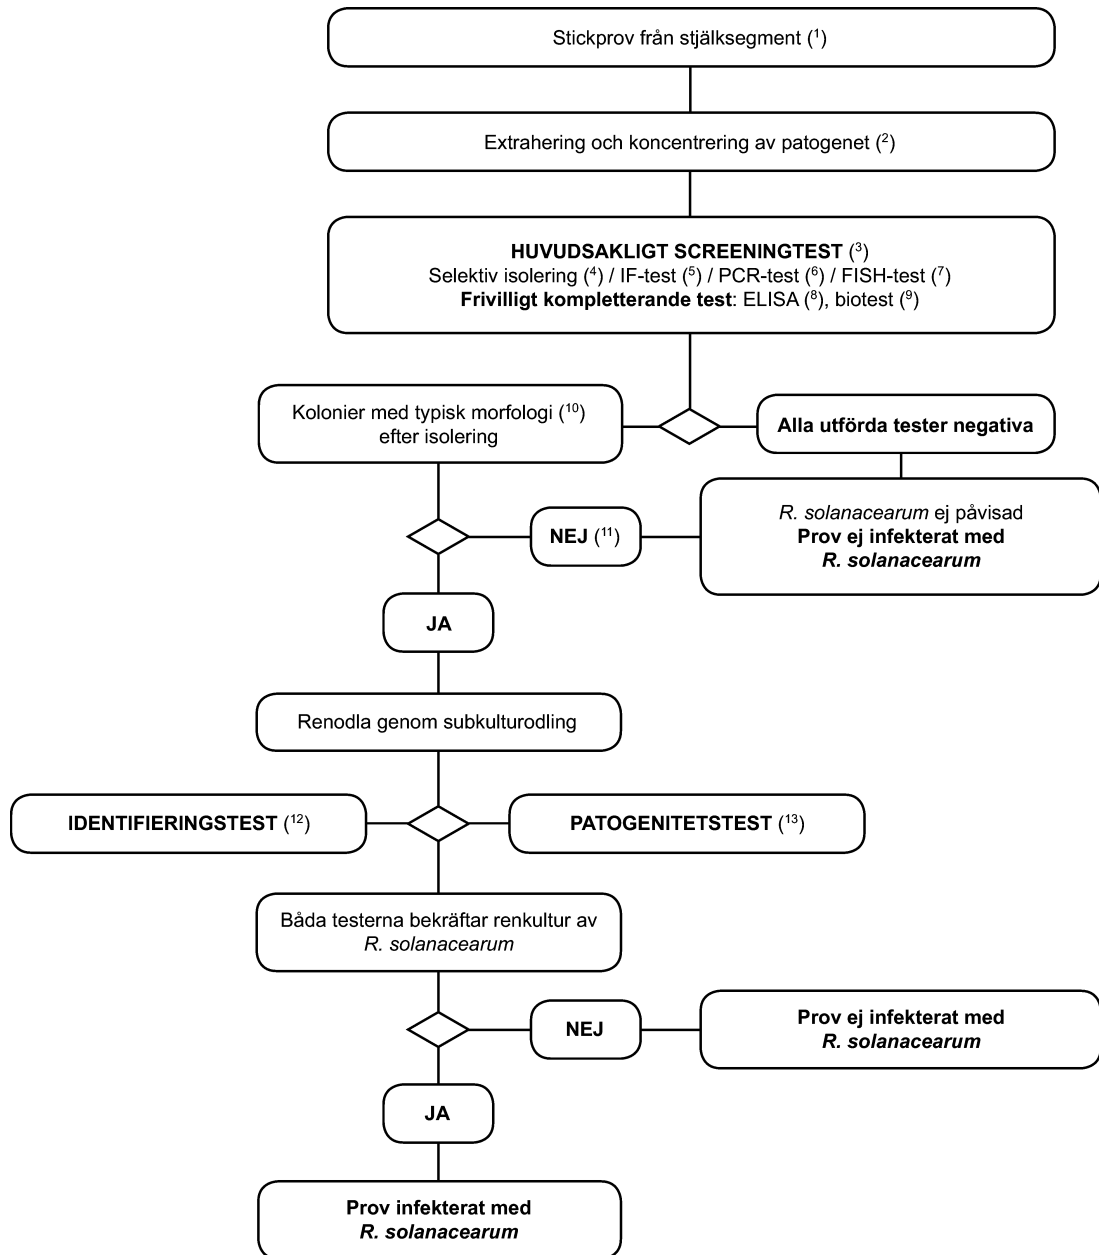 Stickprov från stjälksegment (¹)
Extrahering och koncentrering av patogenet (²)
HUVUDSAKLIGT SCREENINGTEST (³)
Selektiv isolering (⁴) / IF-test (⁵) / PCR-test (⁶) / FISH-test (⁷)
Frivilligt kompletterande test: ELISA (⁸), biotest (⁹)
Kolonier med typisk morfologi (¹⁰)
efter isolering
Alla utförda tester negativa
R. solanacearum ej påvisad
Prov ej infekterat med
R. solanacearum
NEJ (¹¹)
JA
Renodla genom subkulturodling
IDENTIFIERINGSTEST (¹²)
PATOGENITETSTEST (¹³)
Båda testerna bekräftar renkultur av
R. solanacearum
NEJ
Prov ej infekterat med
R. solanacearum
JA
Prov infekterat med
R. solanacearum